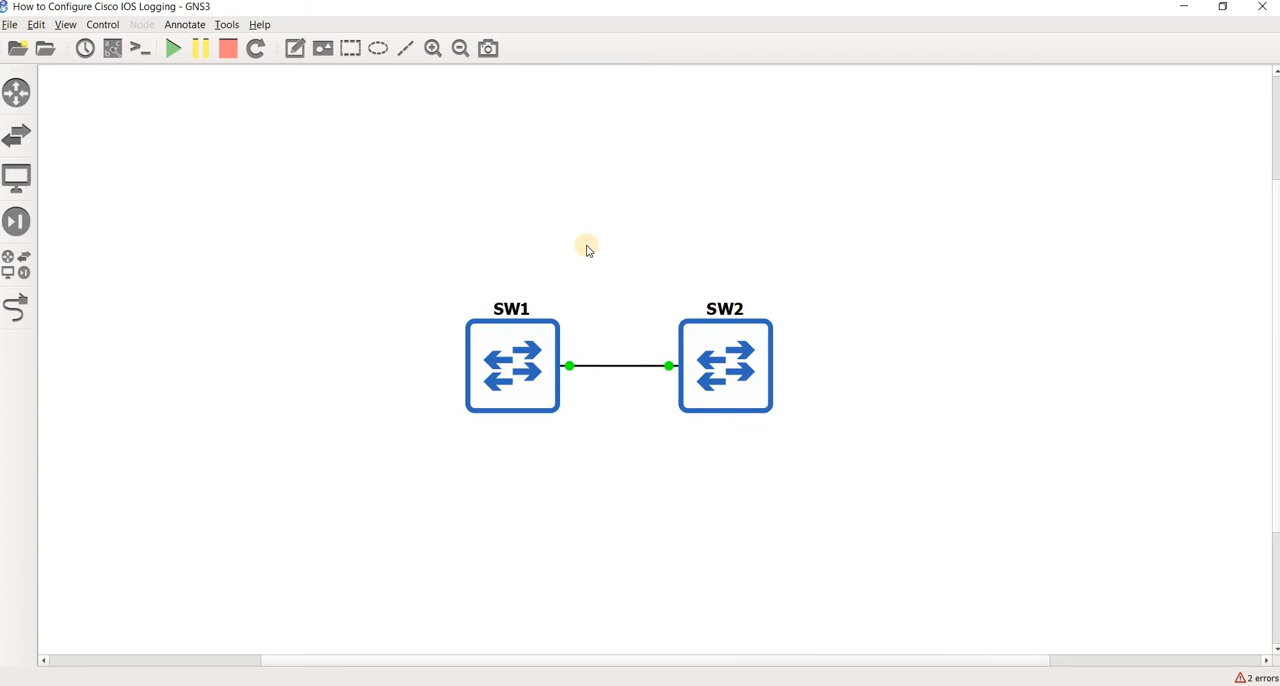 How to Configure Cisco IOS Logging - GNS3
File Edit View Control Node Annotate Tools Help
SW1 SW2
2 errors